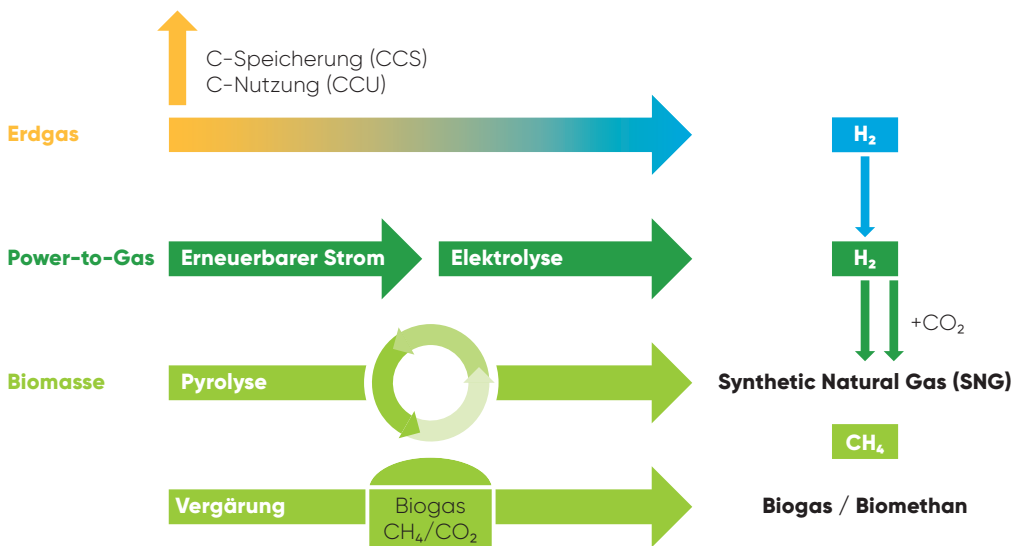 C-Speicherung (CCS)
C-Nutzung (CCU)
Erdgas
H₂
Power-to-Gas
Erneuerbarer Strom
Elektrolyse
H₂
+CO₂
Biomasse
Pyrolyse
Synthetic Natural Gas (SNG)
CH₄
Vergärung
Biogas
CH₄/CO₂
Biogas / Biomethan